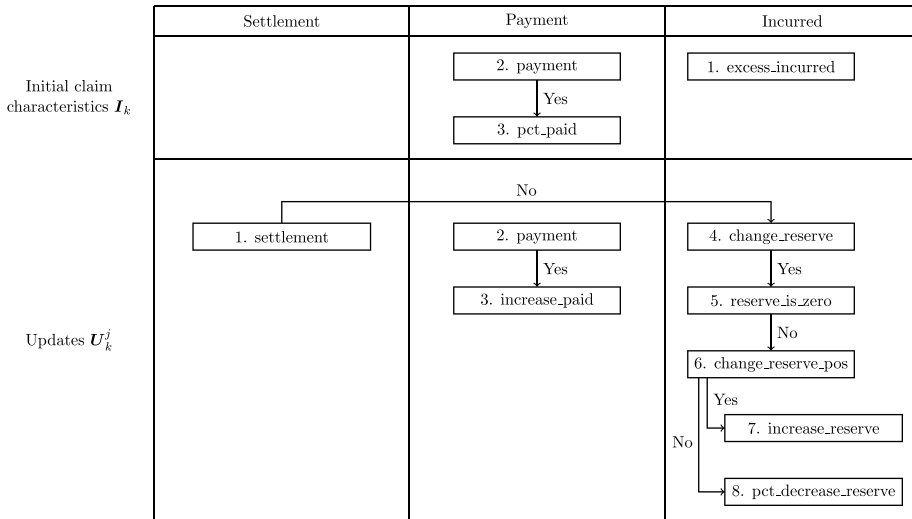 Settlement
Payment
Incurred
Initial claim
characteristics I_k
2. payment
Yes
3. pct_paid
1. excess_incurred
Updates U_k^j
No
1. settlement
2. payment
Yes
3. increase_paid
4. change_reserve
Yes
5. reserve_is_zero
No
6. change_reserve_pos
Yes
7. increase_reserve
No
8. pct_decrease_reserve